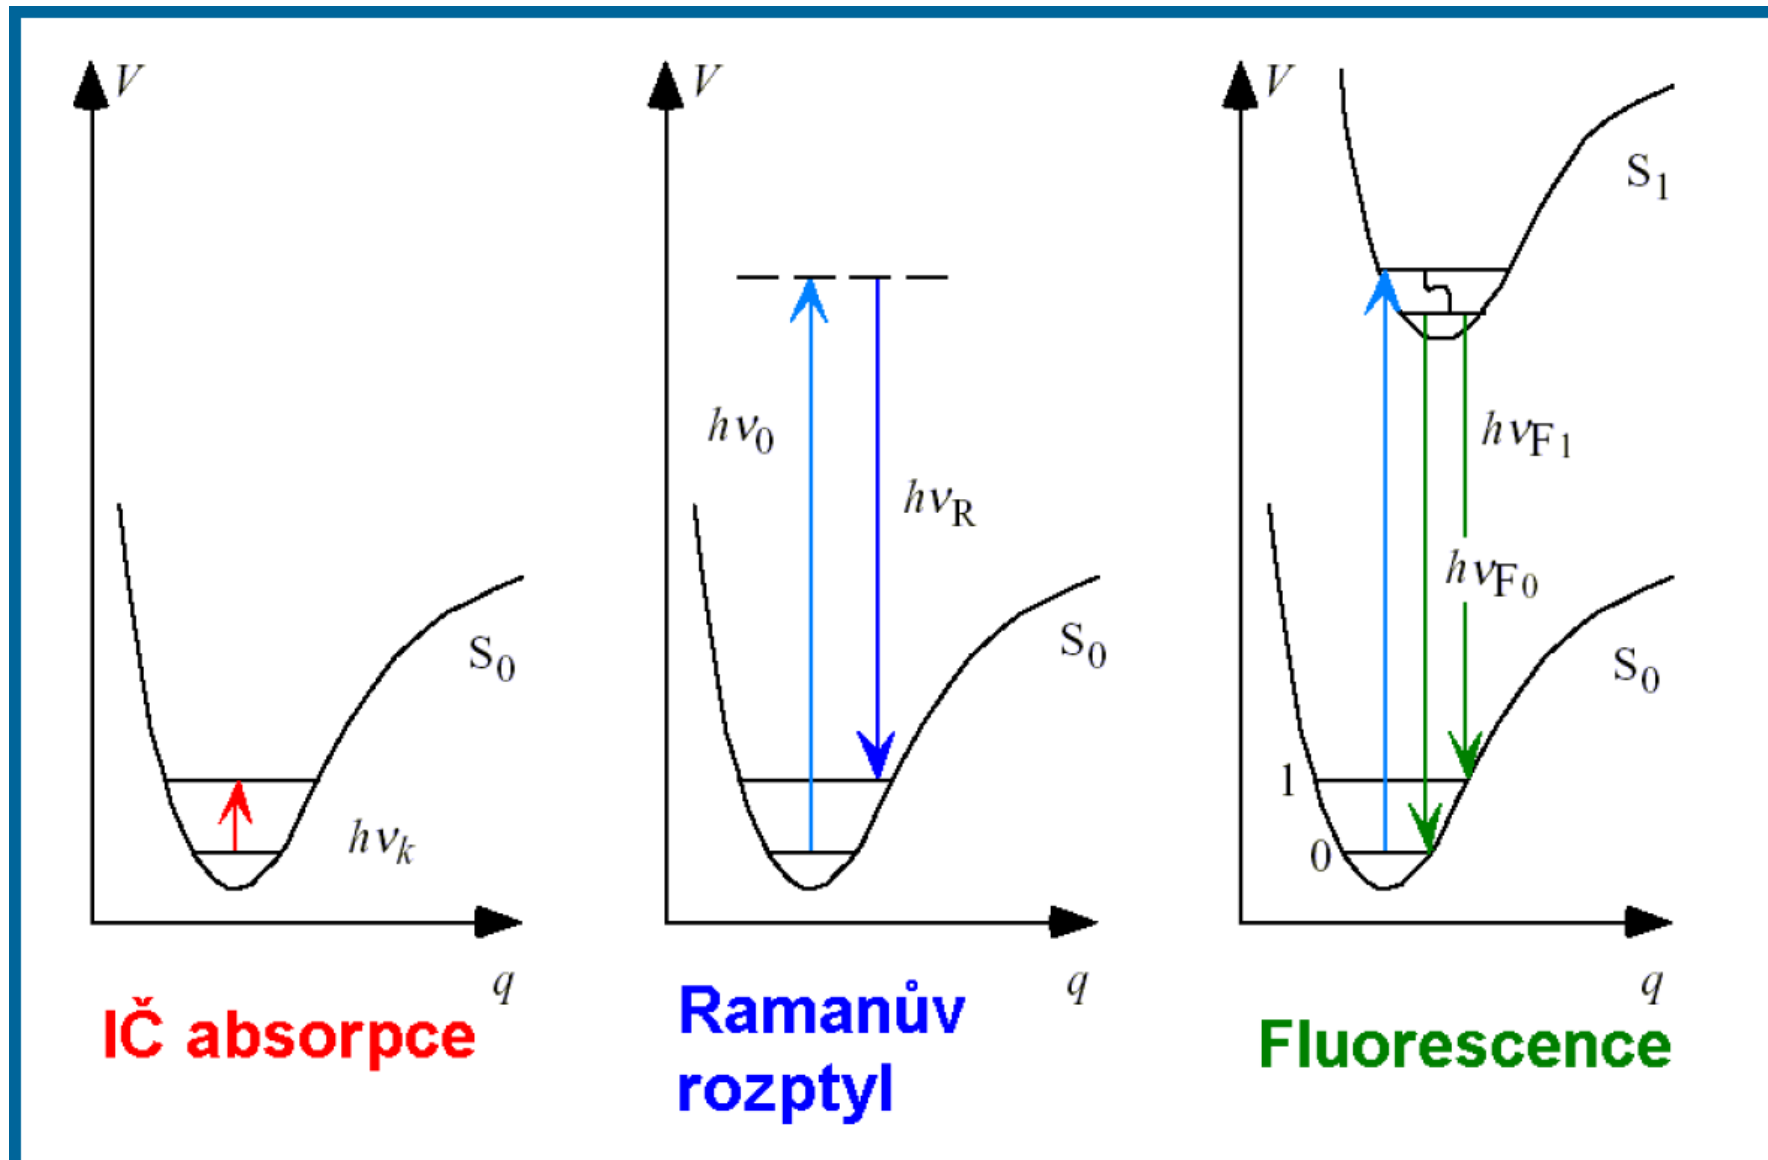 V
hν₀
hνR
S₀
q
V
hνk
S₀
q
V
S₁
hνF1
hνF0
S₀
1
0
q
IČ absorpce
Ramanův
rozptyl
Fluorescence